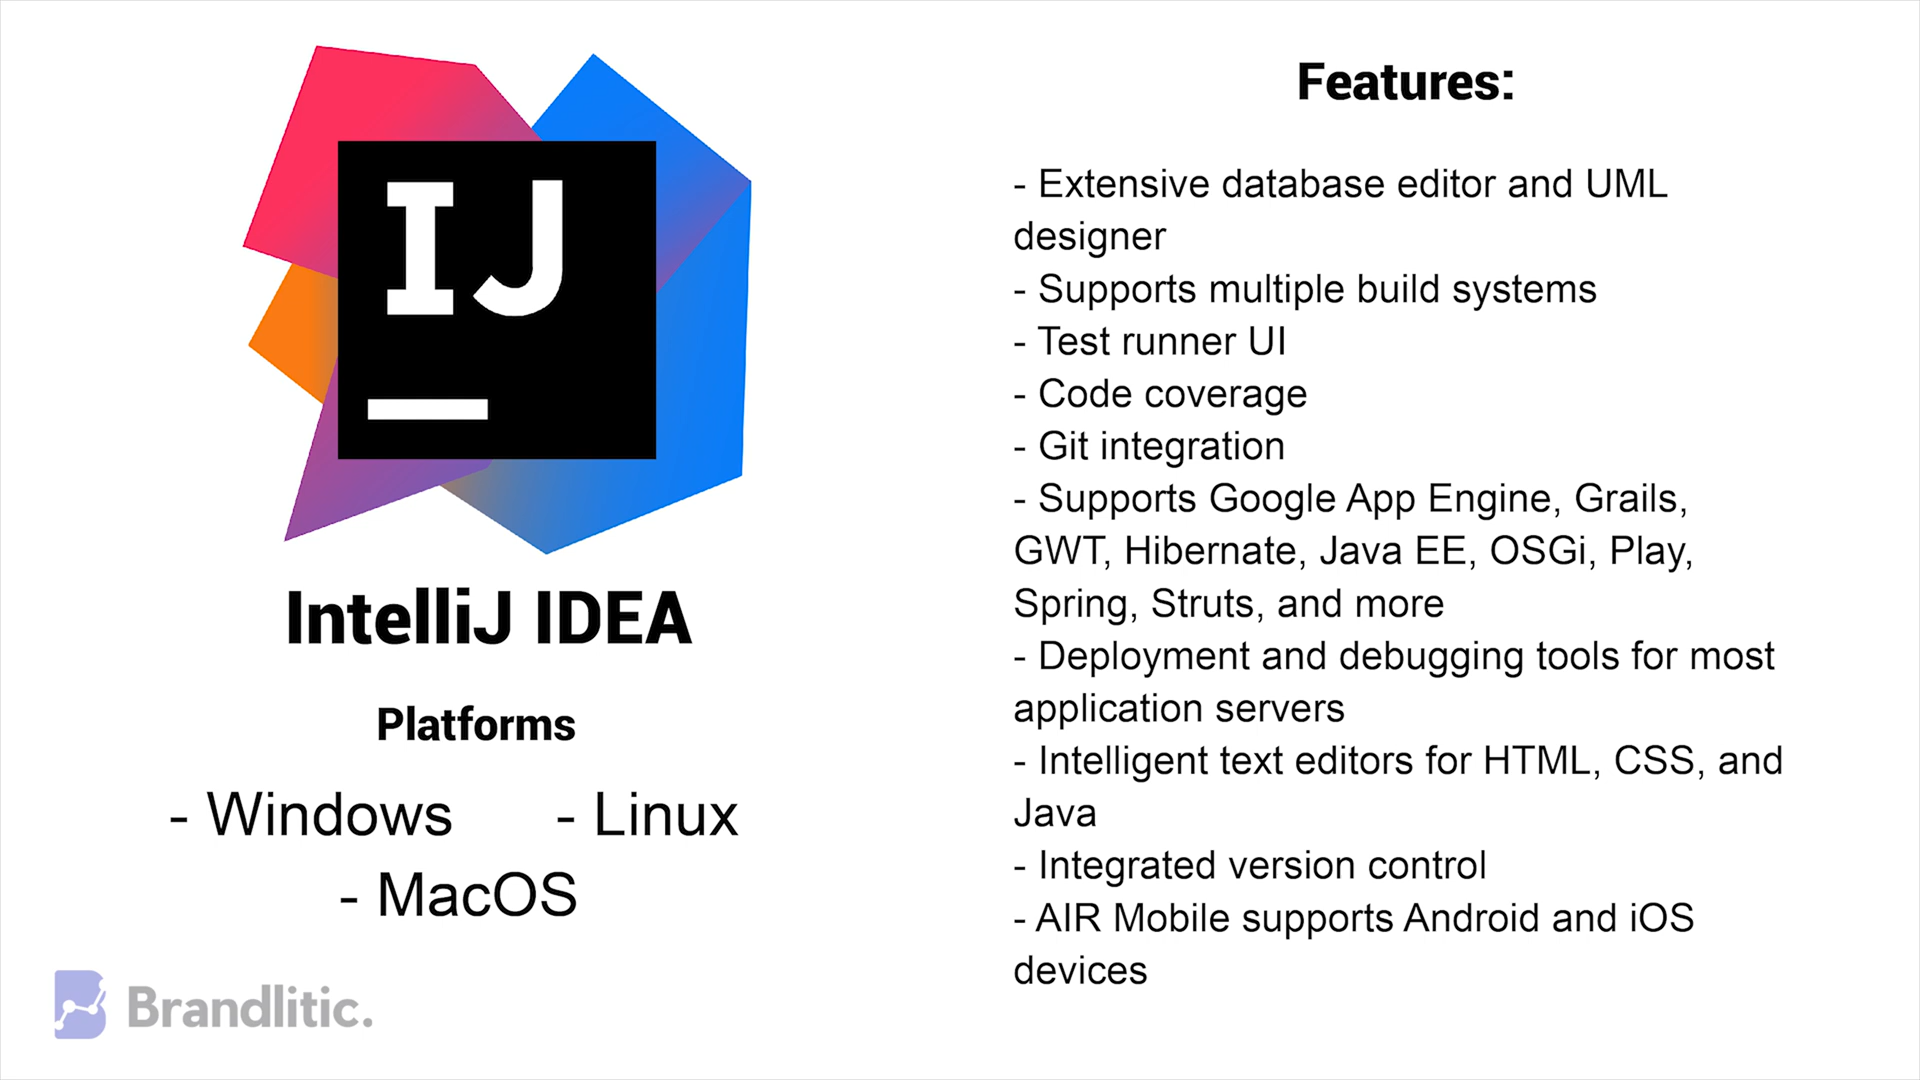 IJ
IntelliJ IDEA
Platforms
- Windows - Linux
- MacOS
Brandlitic.
Features:
- Extensive database editor and UML
designer
- Supports multiple build systems
- Test runner UI
- Code coverage
- Git integration
- Supports Google App Engine, Grails,
GWT, Hibernate, Java EE, OSGi, Play,
Spring, Struts, and more
- Deployment and debugging tools for most
application servers
- Intelligent text editors for HTML, CSS, and
Java
- Integrated version control
- AIR Mobile supports Android and iOS
devices